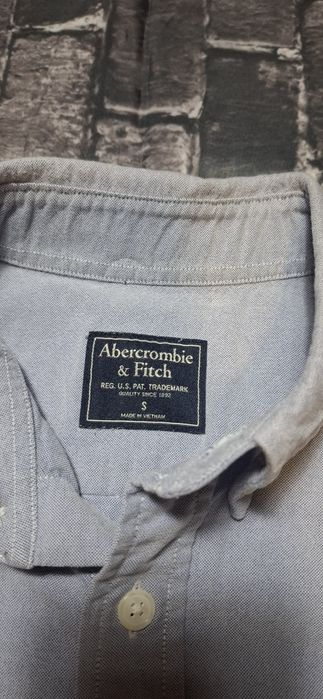 Abercrombie
& Fitch
REG. U.S. PAT. TRADEMARK
QUALITY SINCE 1892
S
MADE IN VIETNAM